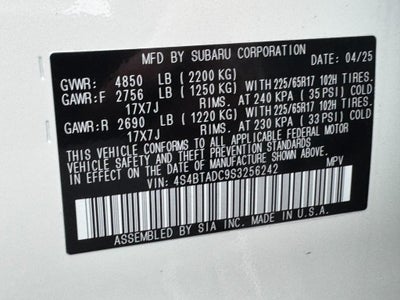 MFD BY SUBARU CORPORATION DATE: 04/25
GVWR: 4850 LB ( 2200 KG)
GAWR:F 2756 LB ( 1250 KG) WITH 225/65R17 102H TIRES.
17X7J RIMS. AT 240 KPA ( 35 PSI) COLD
GAWR:R 2690 LB ( 1220 KG) WITH 225/65R17 102H TIRES.
17X7J RIMS. AT 230 KPA ( 33 PSI) COLD
THIS VEHICLE CONFORMS TO ALL APPLICABLE FEDERAL MOTOR
VEHICLE SAFETY, BUMPER, AND THEFT PREVENTION STANDARDS
IN EFFECT ON THE DATE OF MANUFACTURE SHOWN ABOVE.
VIN: 4S4BTADC9S3256242 MPV
ASSEMBLED BY SIA INC. MADE IN U.S.A.